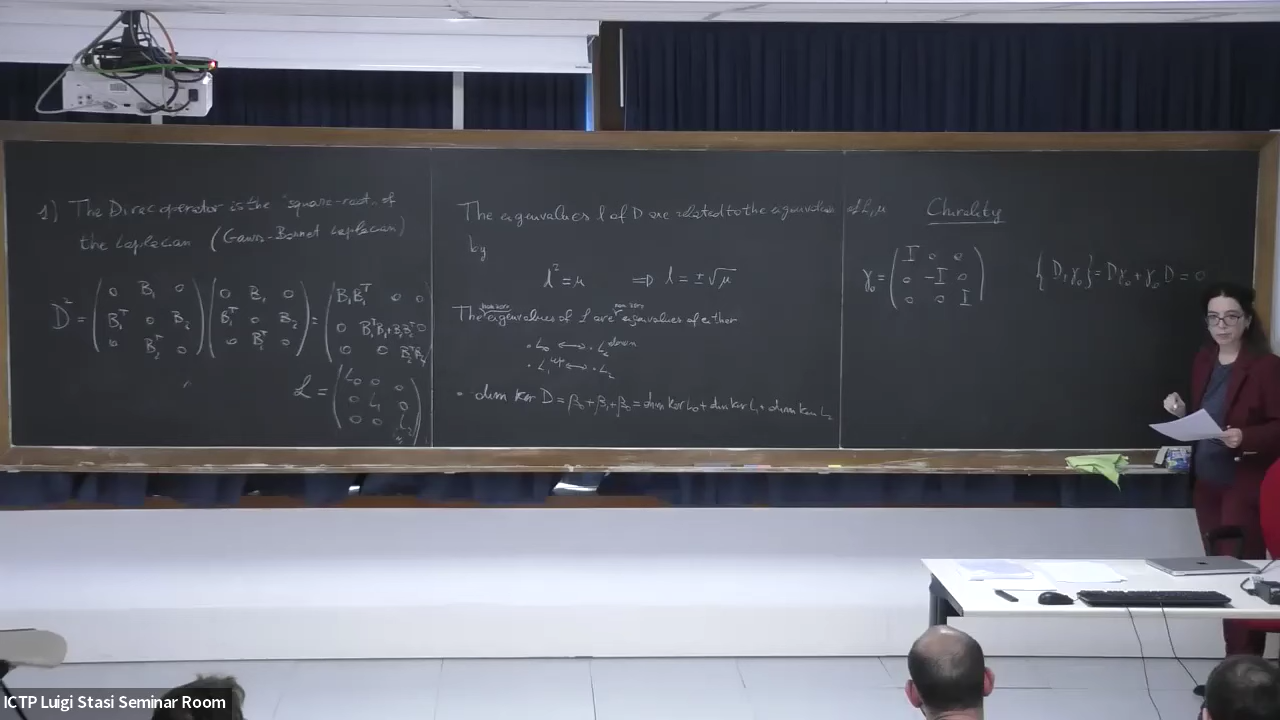 1) The Dirac operator is the "square-root" of
the Laplacian (Gauss-Bonnet Laplacian)
D² = (0 B₁ 0 / B₁ᵀ 0 B₂ / 0 B₂ᵀ 0) (0 B₁ 0 / B₁ᵀ 0 B₂ / 0 B₂ᵀ 0) = (B₁B₁ᵀ 0 0 / 0 B₁ᵀB₁+B₂B₂ᵀ 0 / 0 0 B₂ᵀB₂)
ℒ = (L₀ 0 0 / 0 L₁ 0 / 0 0 L₂)
The eigenvalues λ of D are related to the eigenvalues of L, μ
by
λ² = μ ⇒ λ = ±√μ
non zero non zero
The eigenvalues of ℒ are eigenvalues of either
· L₀ ↔ · L₁ᵈᵒʷⁿ
· L₁ᵘᵖ ↔ · L₂
dim ker D = β₀+β₁+β₂ = dim ker L₀ + dim ker L₁ + dim ker L₂
Chirality
γ₀ = (I 0 0 / 0 -I 0 / 0 0 I)
{D, γ₀} = Dγ₀ + γ₀D = 0
ICTP Luigi Stasi Seminar Room